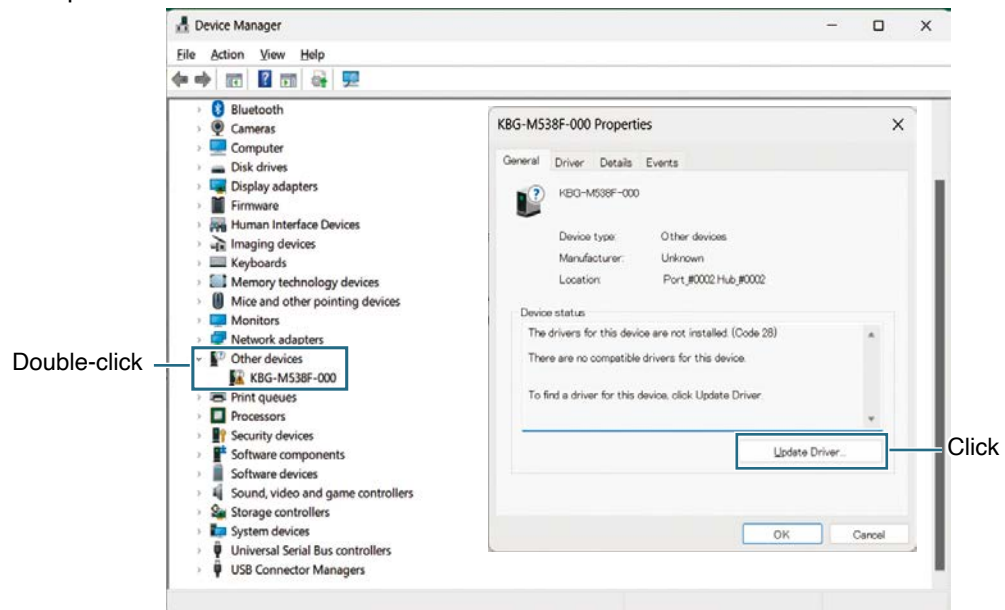 Device Manager
File Action View Help
Bluetooth
Cameras
Computer
Disk drives
Display adapters
Firmware
Human Interface Devices
Imaging devices
Keyboards
Memory technology devices
Mice and other pointing devices
Monitors
Network adapters
Other devices
KBG-M538F-000
Print queues
Processors
Security devices
Software components
Software devices
Sound, video and game controllers
Storage controllers
System devices
Universal Serial Bus controllers
USB Connector Managers
Double-click
KBG-M538F-000 Properties
General Driver Details Events
KBG-M538F-000
Device type: Other devices
Manufacturer: Unknown
Location: Port_#0002.Hub_#0002
Device status
The drivers for this device are not installed. (Code 28)
There are no compatible drivers for this device.
To find a driver for this device, click Update Driver.
Update Driver...
Click
OK Cancel